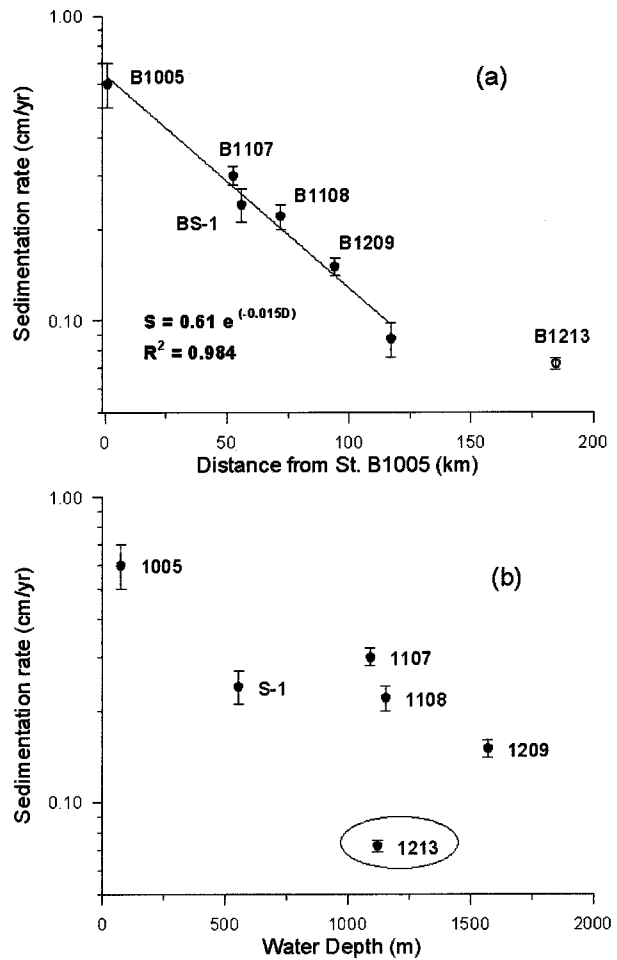 1.00
(a)
B1005
B1107
B1108
BS-1
B1209
S = 0.61 e (-0.015D)
0.10
B1213
R² = 0.984
Sedimentation rate (cm/yr)
0 50 100 150 200
Distance from St. B1005 (km)
1.00
(b)
1005
1107
S-1
1108
1209
0.10
1213
Sedimentation rate (cm/yr)
0 500 1000 1500 2000
Water Depth (m)